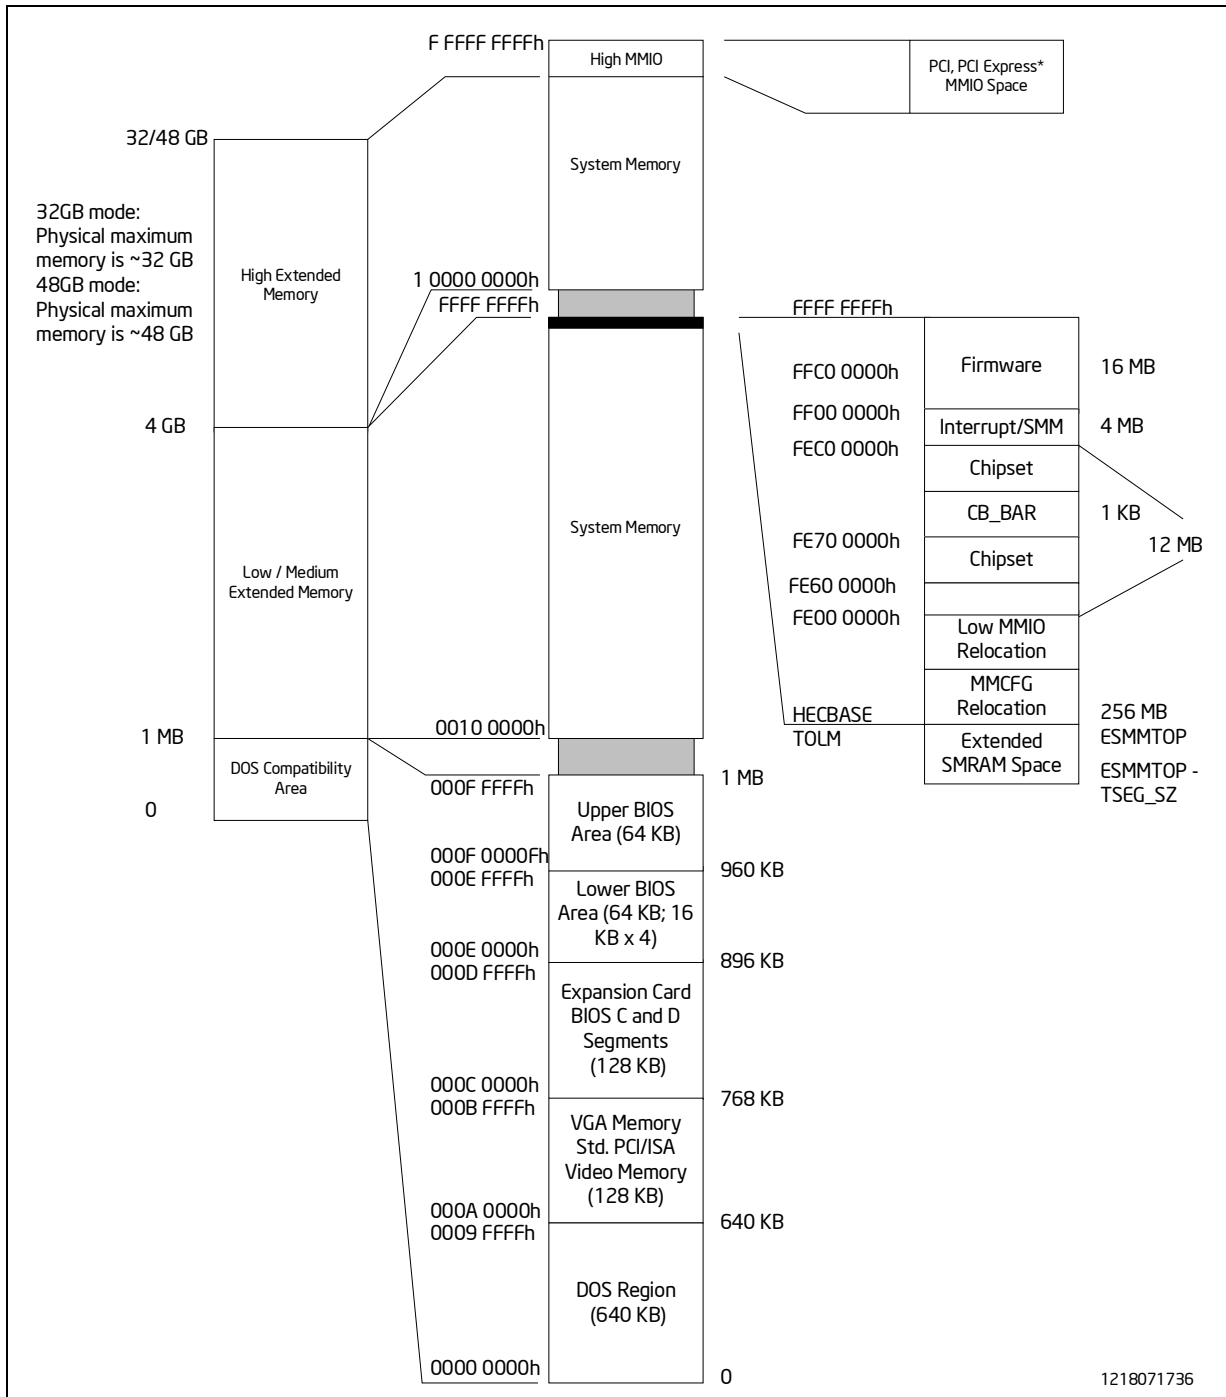 F FFFF FFFFh
High MMIO
PCI, PCI Express*
MMIO Space
32/48 GB
System Memory
32GB mode:
Physical maximum
memory is ~32 GB
48GB mode:
Physical maximum
memory is ~48 GB
High Extended
Memory
1 0000 0000h
FFFF FFFFh
FFFF FFFFh
Firmware
16 MB
FFC0 0000h
FF00 0000h
4 GB
Interrupt/SMM
4 MB
FEC0 0000h
Chipset
System Memory
CB_BAR
1 KB
FE70 0000h
12 MB
Chipset
Low / Medium
Extended Memory
FE60 0000h
FE00 0000h
Low MMIO
Relocation
MMCFG
Relocation
HECBASE
TOLM
256 MB
ESMMTOP
0010 0000h
1 MB
Extended
SMRAM Space
ESMMTOP -
TSEG_SZ
DOS Compatibility
Area
0
000F FFFFh
1 MB
Upper BIOS
Area (64 KB)
000F 0000Fh
000E FFFFh
960 KB
Lower BIOS
Area (64 KB; 16
KB x 4)
000E 0000h
000D FFFFh
896 KB
Expansion Card
BIOS C and D
Segments
(128 KB)
000C 0000h
000B FFFFh
768 KB
VGA Memory
Std. PCI/ISA
Video Memory
(128 KB)
000A 0000h
0009 FFFFh
640 KB
DOS Region
(640 KB)
0000 0000h
0
1218071736